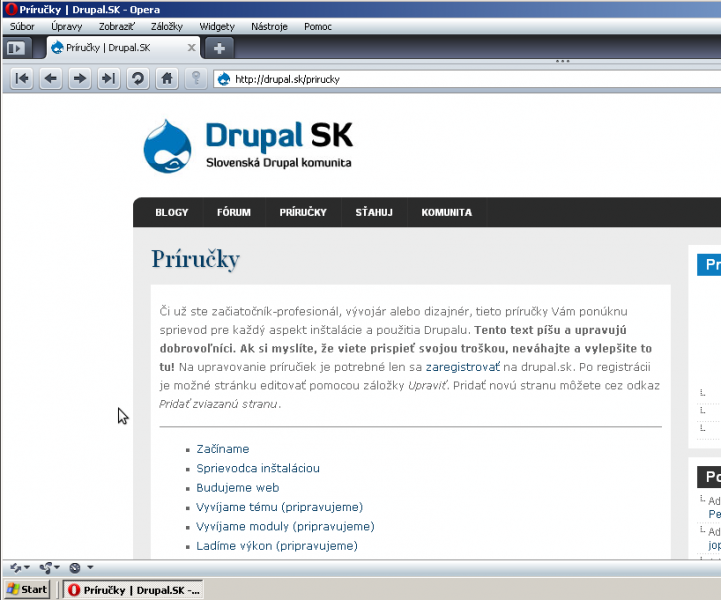 Príručky | Drupal.SK - Opera
Súbor Úpravy Zobraziť Záložky Widgety Nástroje Pomoc
Príručky | Drupal.SK
http://drupal.sk/prirucky
Drupal SK
Slovenská Drupal komunita
BLOGY FÓRUM PRÍRUČKY SŤAHUJ KOMUNITA
Príručky
Či už ste začiatočník-profesionál, vývojár alebo dizajnér, tieto príručky Vám ponúknu
sprievod pre každý aspekt inštalácie a použitia Drupalu. Tento text píšu a upravujú
dobrovoľníci. Ak si myslíte, že viete prispieť svojou troškou, neváhajte a vylepšite to
tu! Na upravovanie príručiek je potrebné len sa zaregistrovať na drupal.sk. Po registrácii
je možné stránku editovať pomocou záložky Upraviť. Pridať novú stranu môžete cez odkaz
Pridať zviazanú stranu.
Začíname
Sprievodca inštaláciou
Budujeme web
Vyvíjame tému (pripravujeme)
Vyvíjame moduly (pripravujeme)
Ladíme výkon (pripravujeme)
Pr
Po
Ad
Pe
Ad
jop
Start Príručky | Drupal.SK -...